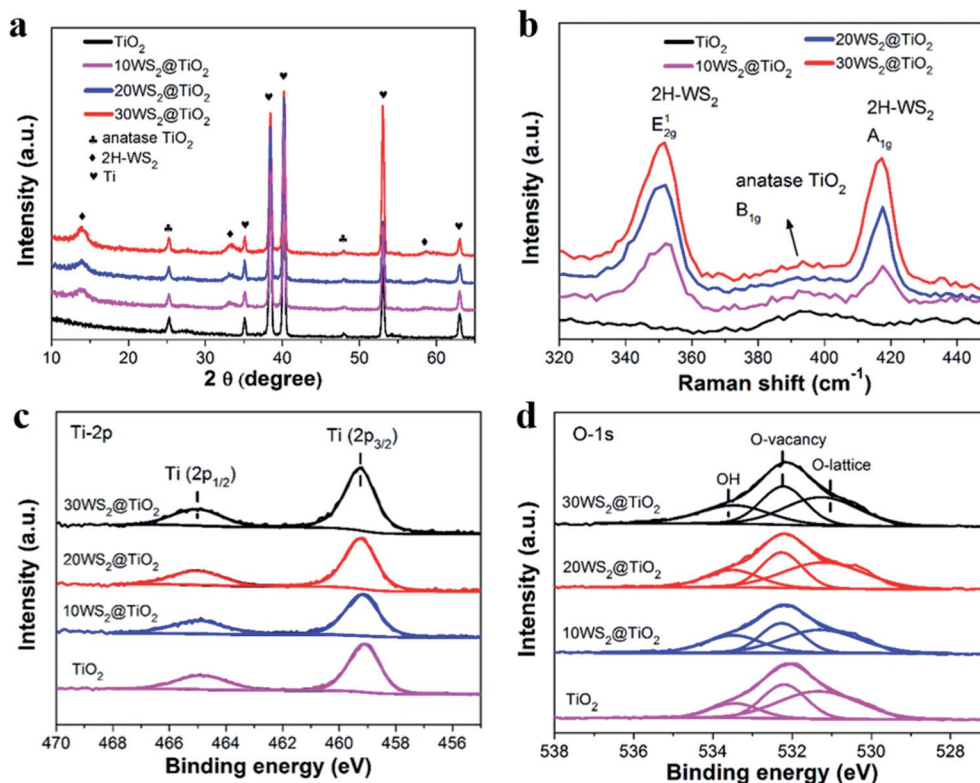 a
TiO₂
10WS₂@TiO₂
20WS₂@TiO₂
30WS₂@TiO₂
♣ anatase TiO₂
♦ 2H-WS₂
♥ Ti
Intensity (a.u.)
10 20 30 40 50 60
2 θ (degree)
b
TiO₂ 20WS₂@TiO₂
10WS₂@TiO₂ 30WS₂@TiO₂
2H-WS₂ 2H-WS₂
E¹₂g A₁g
anatase TiO₂
B₁g
Intensity (a.u.)
320 340 360 380 400 420 440
Raman shift (cm⁻¹)
c
Ti-2p
Ti (2p₃/₂)
Ti (2p₁/₂)
30WS₂@TiO₂
20WS₂@TiO₂
10WS₂@TiO₂
TiO₂
Intensity (a.u.)
470 468 466 464 462 460 458 456
Binding energy (eV)
d
O-1s
O-vacancy
OH O-lattice
30WS₂@TiO₂
20WS₂@TiO₂
10WS₂@TiO₂
TiO₂
Intensity (a.u.)
538 536 534 532 530 528
Binding energy (eV)